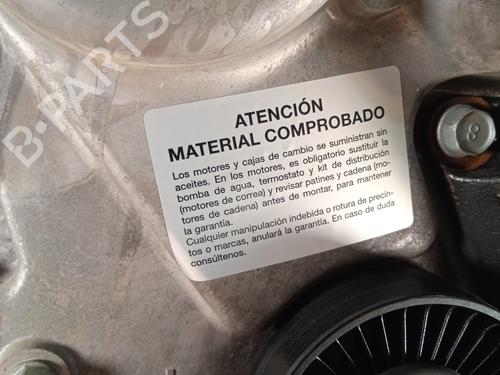 B-PARTS
ATENCIÓN
MATERIAL COMPROBADO
Los motores y cajas de cambio se suministran sin
aceites. En los motores, es obligatorio sustituir la
bomba de agua, termostato y kit de distribución
(motores de correa) y revisar patines y cadena (mo-
tores de cadena) antes de montar, para mantener
la garantía.
Cualquier manipulación indebida o rotura de precin-
tos o marcas, anulará la garantía. En caso de duda
consúltenos.
8